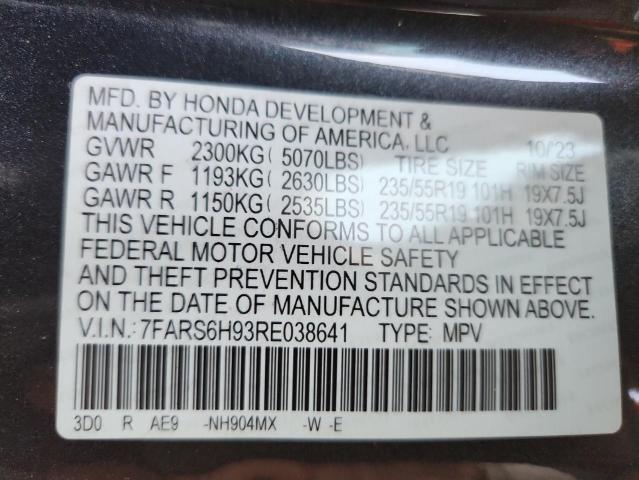 MFD. BY HONDA DEVELOPMENT &
MANUFACTURING OF AMERICA, LLC 10/23
GVWR 2300KG ( 5070LBS) TIRE SIZE RIM SIZE
GAWR F 1193KG ( 2630LBS) 235/55R19 101H 19X7.5J
GAWR R 1150KG ( 2535LBS) 235/55R19 101H 19X7.5J
THIS VEHICLE CONFORMS TO ALL APPLICABLE
FEDERAL MOTOR VEHICLE SAFETY
AND THEFT PREVENTION STANDARDS IN EFFECT
ON THE DATE OF MANUFACTURE SHOWN ABOVE.
V.I.N.: 7FARS6H93RE038641 TYPE: MPV
3D0 R AE9 -NH904MX -W -E